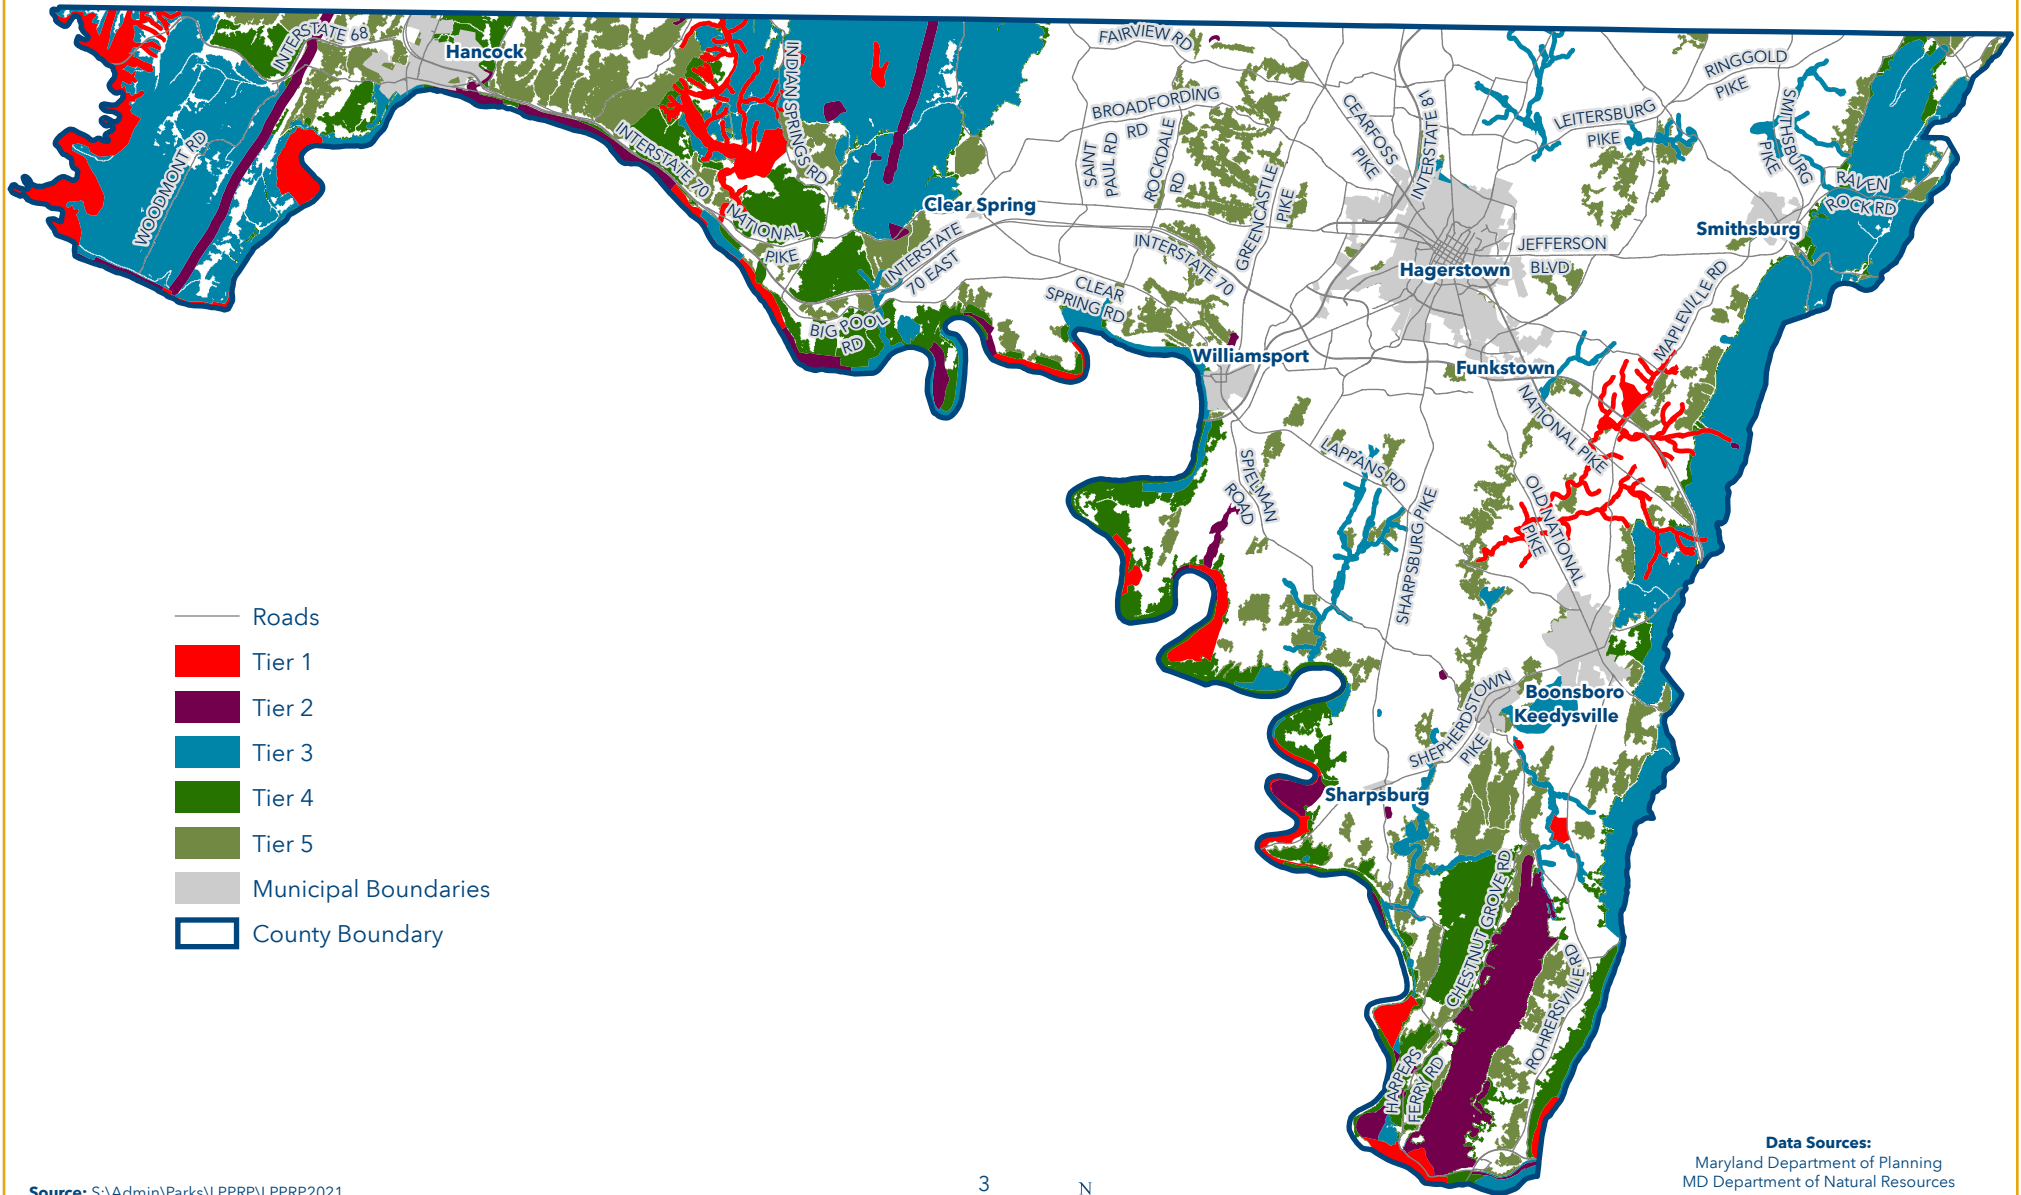 INTERSTATE 68
Hancock
WOODMONT RD
INTERSTATE 70
INDIAN SPRINGS RD
NATIONAL
PIKE
Clear Spring
INTERSTATE
70 EAST
BIG POOL
RD
FAIRVIEW RD
BROADFORDING
RD
SAINT
PAUL RD
ROCKDALE
RD
GREENCASTLE
PIKE
CEARFOSS
PIKE
INTERSTATE 81
LEITERSBURG
PIKE
RINGGOLD
PIKE
SMITHSBURG
PIKE
RAVEN
ROCK RD
Smithsburg
JEFFERSON
BLVD
Hagerstown
INTERSTATE 70
CLEAR
SPRING RD
MAPLEVILLE RD
Williamsport
Funkstown
NATIONAL PIKE
LAPPANS RD
SPIELMAN
ROAD
SHARPSBURG PIKE
OLD NATIONAL
PIKE
Boonsboro
Keedysville
SHEPHERDSTOWN
PIKE
Sharpsburg
CHESTNUT GROVE RD
ROHRERSVILLE RD
HARPERS
FERRY RD
Roads
Tier 1
Tier 2
Tier 3
Tier 4
Tier 5
Municipal Boundaries
County Boundary
Data Sources:
Maryland Department of Planning
MD Department of Natural Resources
3
N
Source: S:\Admin\Parks\LPPRP\LPPRP2021